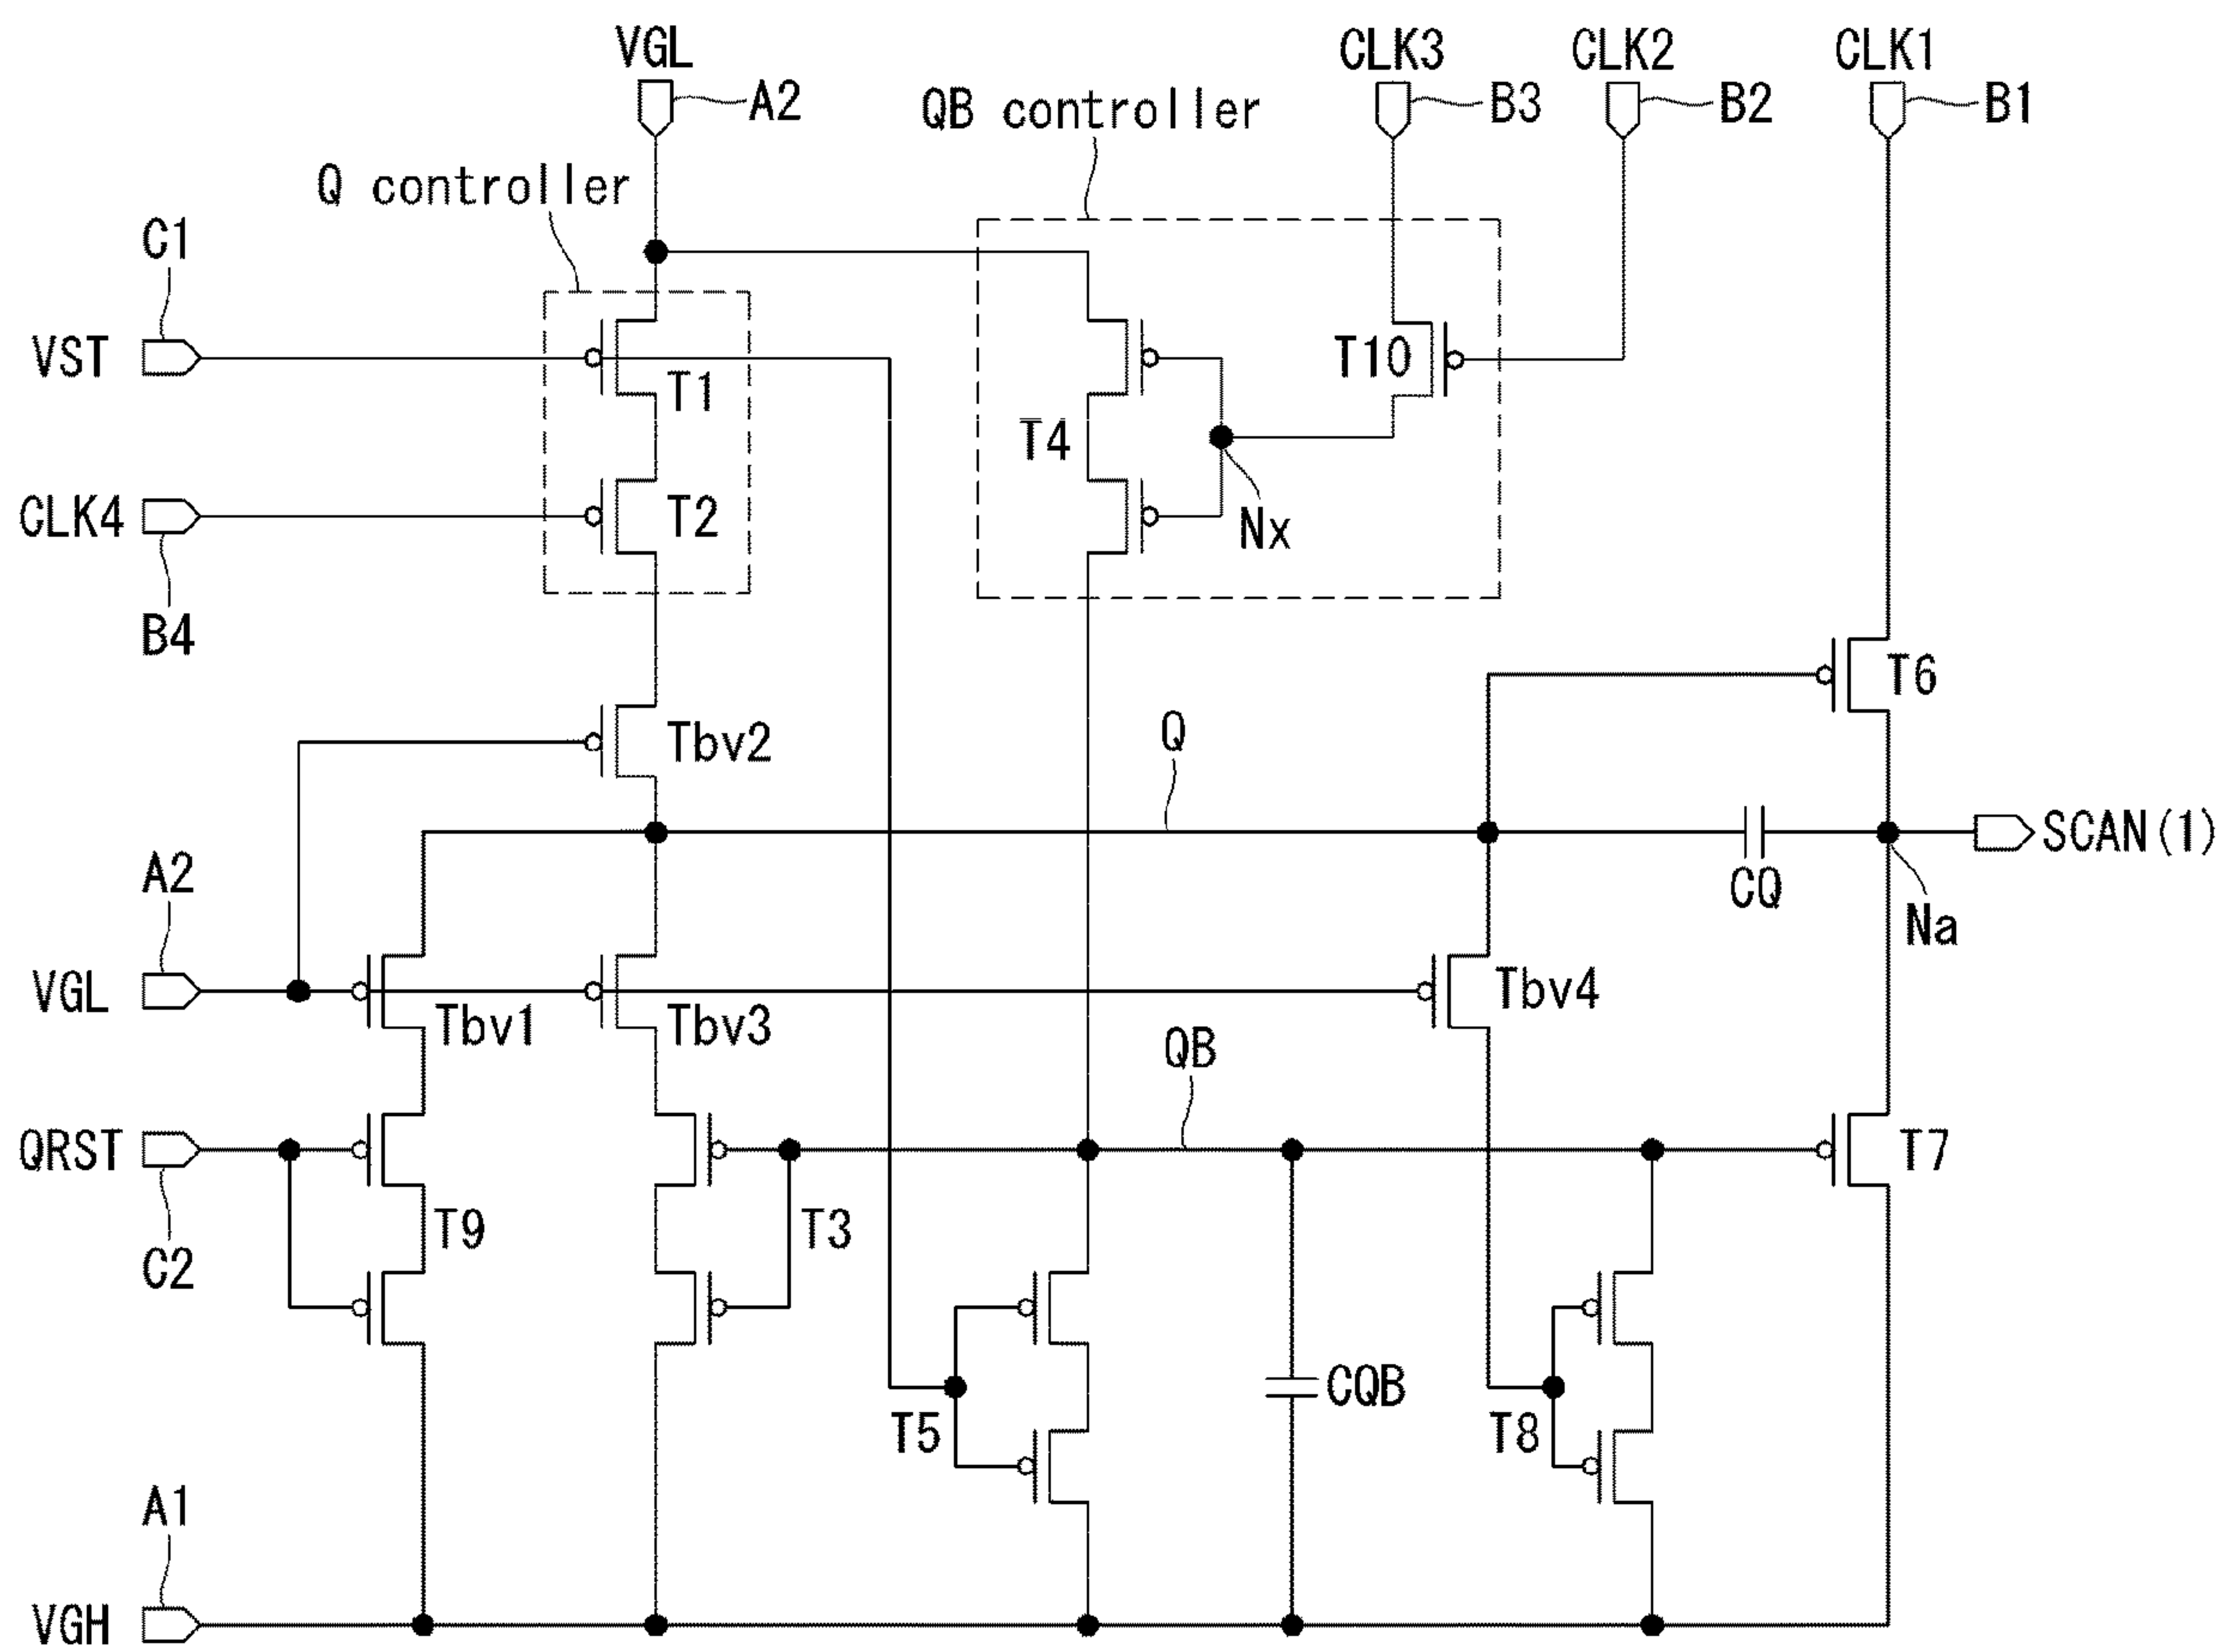 VGL
CLK3
CLK2
CLK1
A2
QB controller
B3
B2
B1
Q controller
C1
VST
T1
T10
T4
CLK4
T2
Nx
B4
T6
Tbv2
Q
SCAN(1)
A2
CQ
Na
VGL
Tbv1
Tbv3
Tbv4
QB
QRST
T7
T9
T3
C2
CQB
T5
T8
A1
VGH